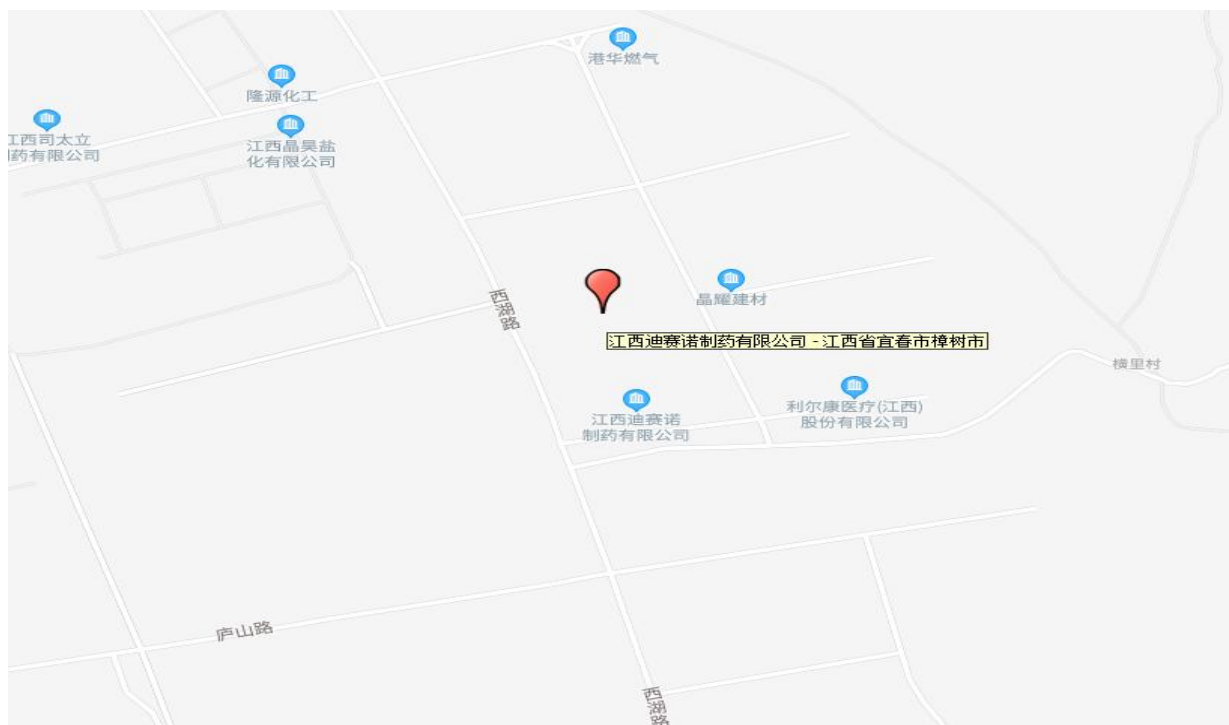 港华燃气
隆源化工
江西司太立
制药有限公司
江西晶昊盐
化有限公司
西湖路
晶耀建材
江西迪赛诺制药有限公司 - 江西省宜春市樟树市
横里村
江西迪赛诺
制药有限公司
利尔康医疗(江西)
股份有限公司
庐山路
西湖路